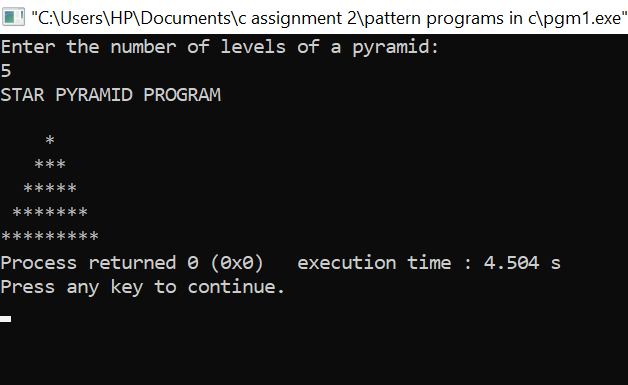 "C:\Users\HP\Documents\c assignment 2\pattern programs in c\pgm1.exe"
Enter the number of levels of a pyramid:
5
STAR PYRAMID PROGRAM

    *
   ***
  *****
 *******
*********
Process returned 0 (0x0)   execution time : 4.504 s
Press any key to continue.